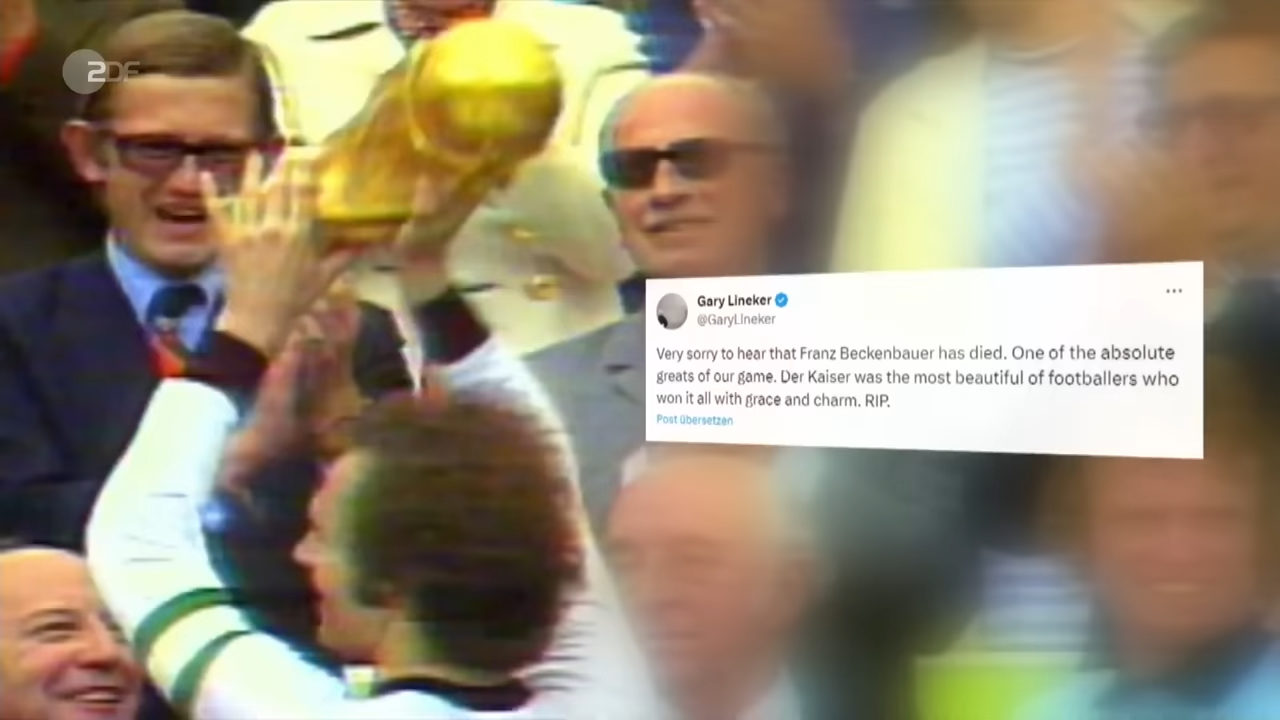 ZDF
Gary Lineker
@GaryLineker
Very sorry to hear that Franz Beckenbauer has died. One of the absolute
greats of our game. Der Kaiser was the most beautiful of footballers who
won it all with grace and charm. RIP.
Post übersetzen